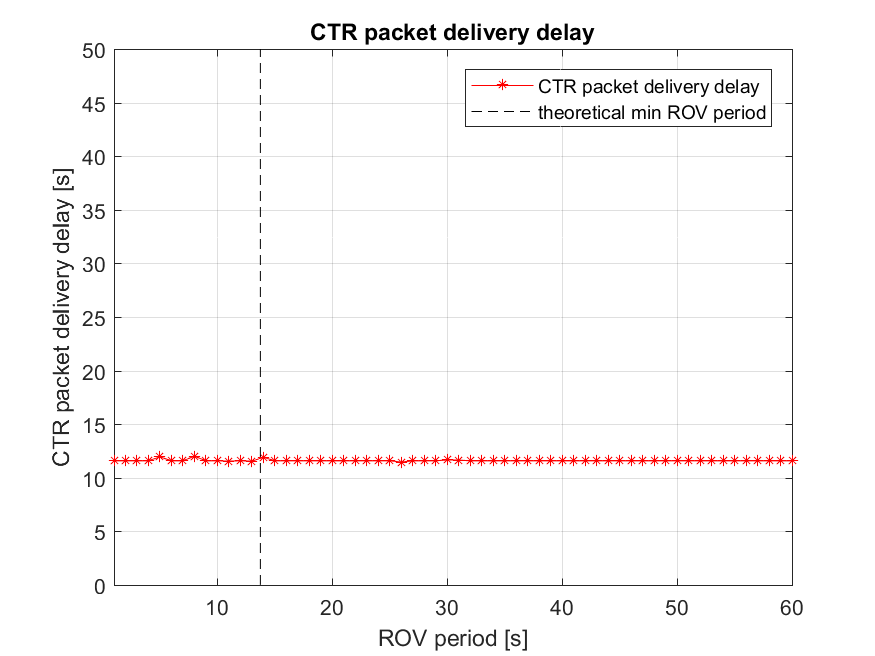 CTR packet delivery delay
50
45
40
35
30
25
20
15
10
5
0
CTR packet delivery delay [s]
CTR packet delivery delay
theoretical min ROV period
10 20 30 40 50 60
ROV period [s]